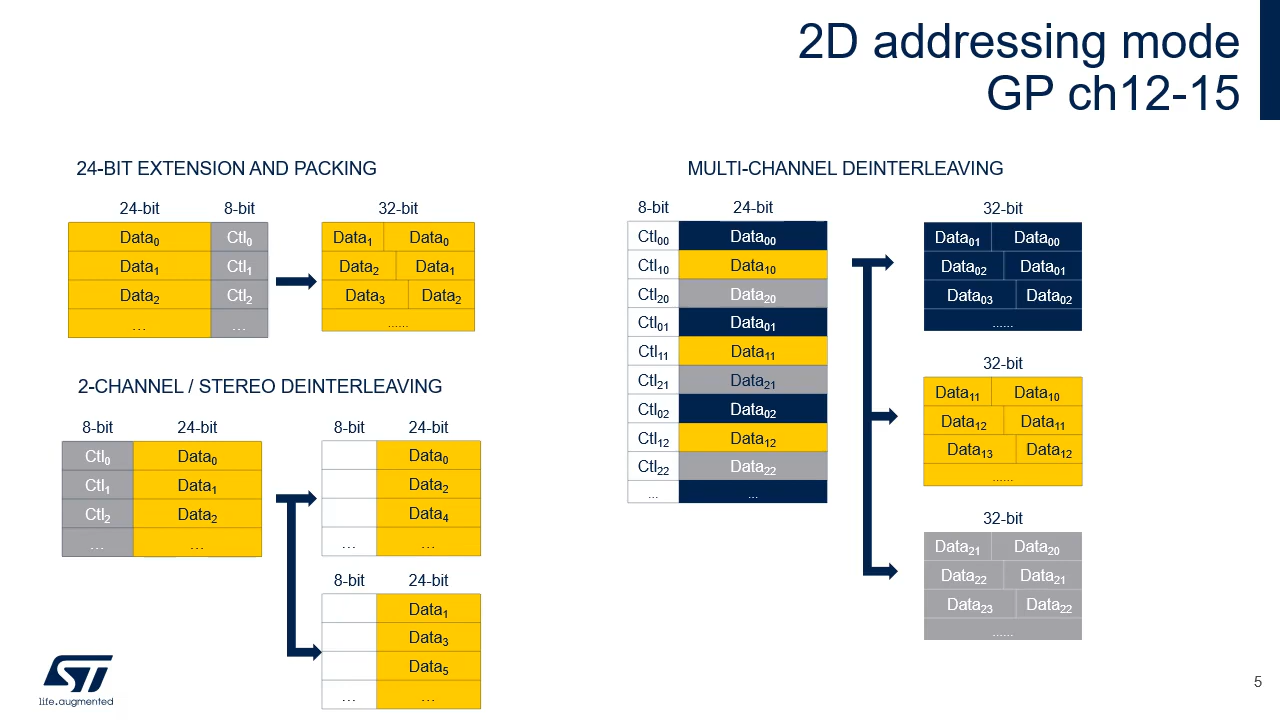 2D addressing mode
GP ch12-15
24-BIT EXTENSION AND PACKING
24-bit 8-bit 32-bit
Data0 Ctl0 Data1 Data0
Data1 Ctl1 Data2 Data1
Data2 Ctl2 Data3 Data2
... ... ......
2-CHANNEL / STEREO DEINTERLEAVING
8-bit 24-bit 8-bit 24-bit
Ctl0 Data0 Data0
Ctl1 Data1 Data2
Ctl2 Data2 Data4
... ... ... ...
8-bit 24-bit
Data1
Data3
Data5
... ...
MULTI-CHANNEL DEINTERLEAVING
8-bit 24-bit
Ctl00 Data00
Ctl10 Data10
Ctl20 Data20
Ctl01 Data01
Ctl11 Data11
Ctl21 Data21
Ctl02 Data02
Ctl12 Data12
Ctl22 Data22
... ...
32-bit
Data01 Data00
Data02 Data01
Data03 Data02
......
32-bit
Data11 Data10
Data12 Data11
Data13 Data12
......
32-bit
Data21 Data20
Data22 Data21
Data23 Data22
......
ST
life.augmented
5